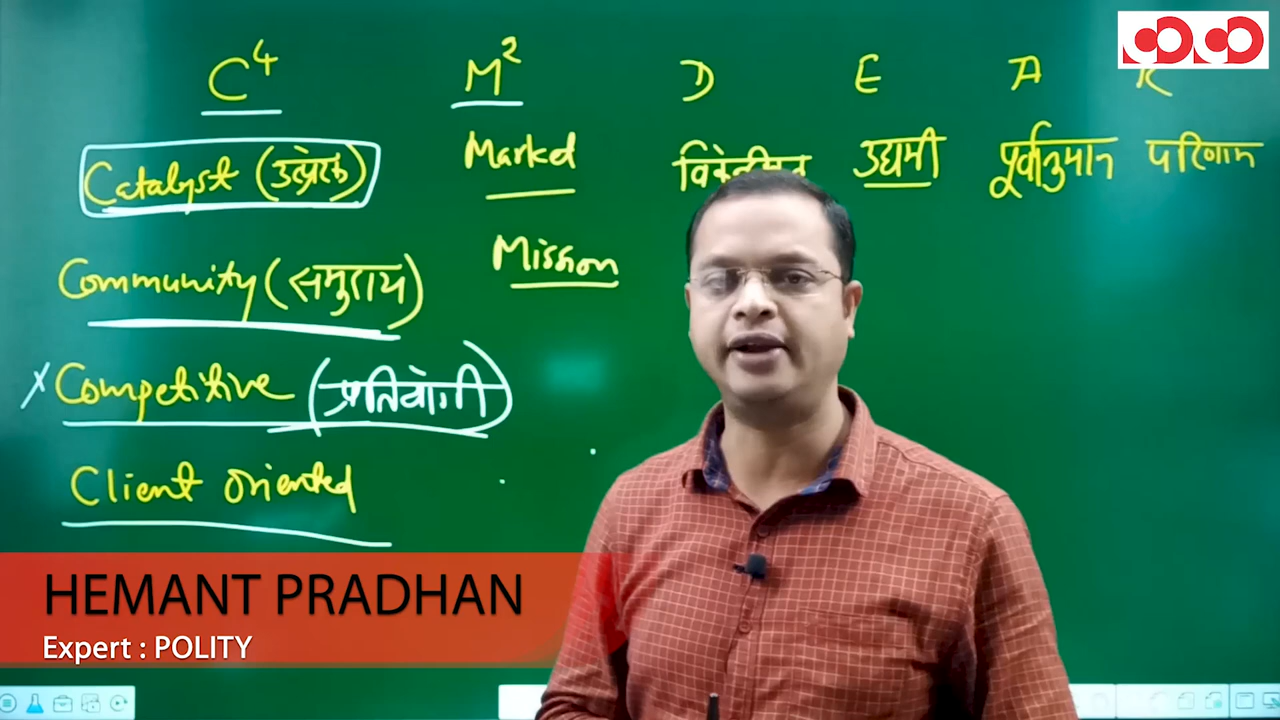 C⁴ M² D E A R
Catalyst (उत्प्रेरक) Market उद्यमी पूर्वानुमान परिणाम
Community (समुदाय) Mission
X Competitive (प्रतियोगी)
Client oriented
HEMANT PRADHAN
Expert : POLITY